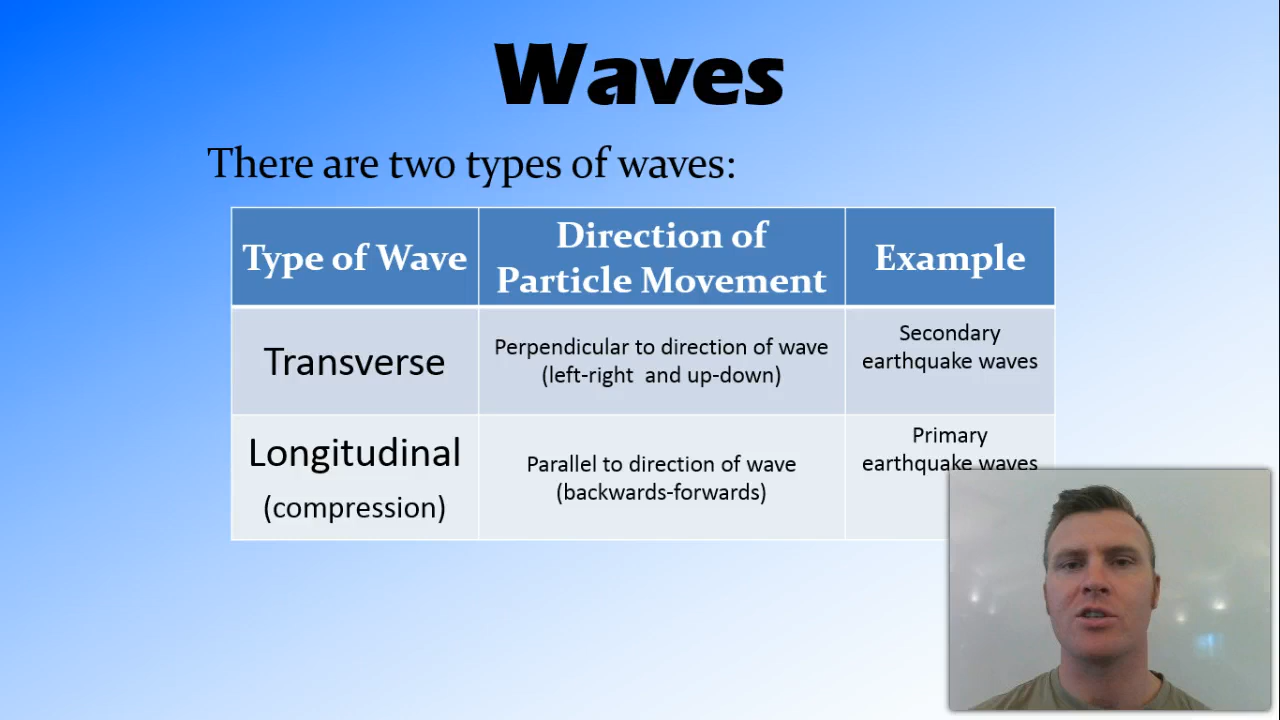 Waves
There are two types of waves:
Type of Wave
Direction of
Particle Movement
Example
Transverse
Perpendicular to direction of wave
(left-right and up-down)
Secondary
earthquake waves
Longitudinal
(compression)
Parallel to direction of wave
(backwards-forwards)
Primary
earthquake waves